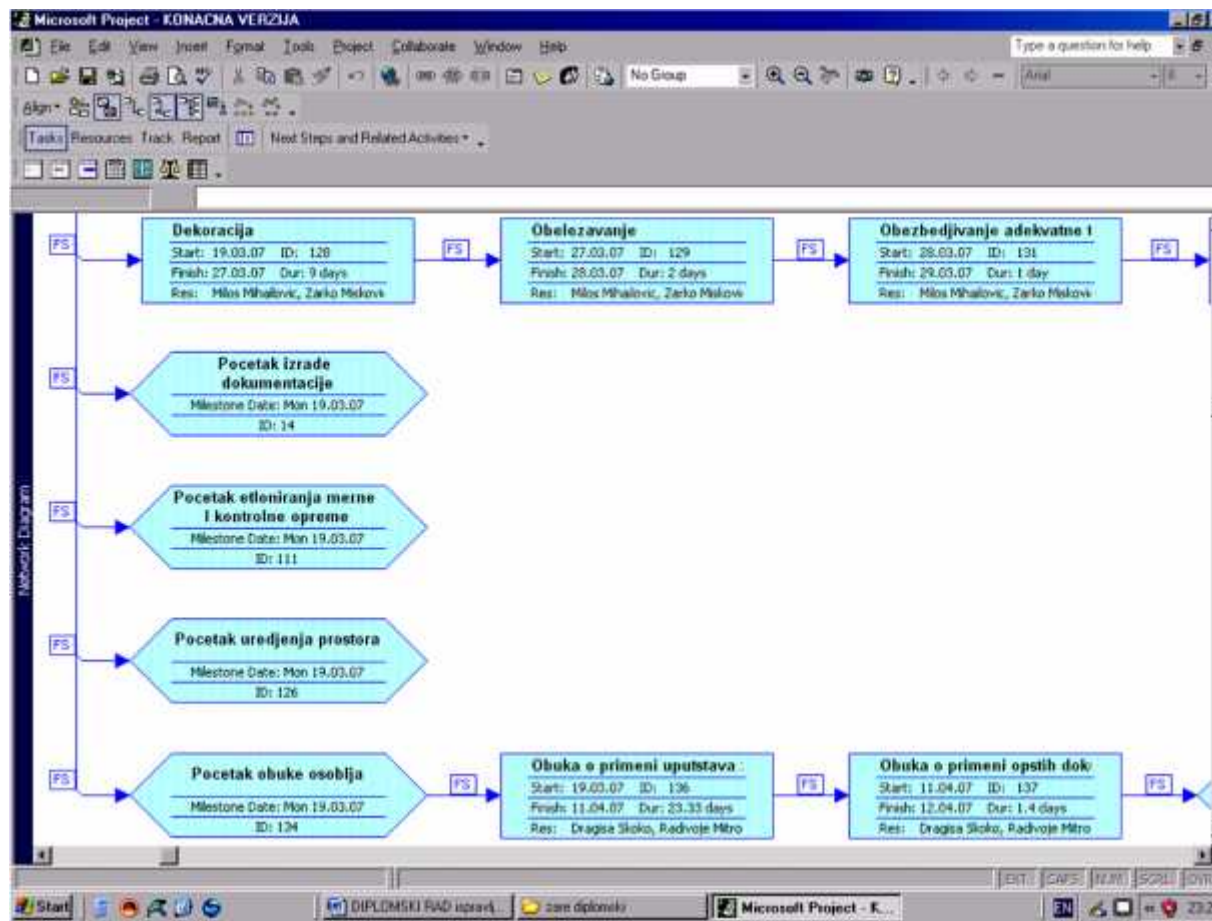 Microsoft Project - KONACNA VERZIJA
File Edit View Insert Format Tools Project Collaborate Window Help
Type a question for help
No Group
Arial
8
Align
Tasks Resources Track Report Next Steps and Related Activities
Network Diagram
FS
Dekoracija
Start: 19.03.07 ID: 128
Finish: 27.03.07 Dur: 9 days
Res: Milos Mihailovic, Zarko Miskovi
FS
Obelezavanje
Start: 27.03.07 ID: 129
Finish: 28.03.07 Dur: 2 days
Res: Milos Mihailovic, Zarko Miskovi
FS
Obezbedjivanje adekvatne t
Start: 28.03.07 ID: 131
Finish: 29.03.07 Dur: 1 day
Res: Milos Mihailovic, Zarko Miskovi
FS
FS
Pocetak izrade
dokumentacije
Milestone Date: Mon 19.03.07
ID: 14
FS
Pocetak etloniranja merne
I kontrolne opreme
Milestone Date: Mon 19.03.07
ID: 111
FS
Pocetak uredjenja prostora
Milestone Date: Mon 19.03.07
ID: 126
FS
Pocetak obuke osoblja
Milestone Date: Mon 19.03.07
ID: 134
FS
Obuka o primeni uputstava :
Start: 19.03.07 ID: 136
Finish: 11.04.07 Dur: 23.33 days
Res: Dragisa Skoko, Radivoje Mitro
FS
Obuka o primeni opstih dok
Start: 11.04.07 ID: 137
Finish: 12.04.07 Dur: 1.4 days
Res: Dragisa Skoko, Radivoje Mitro
FS
EXT CAPS NUM SCRL OVR
Start
DIPLOMSKI RAD ispravlj...
zare diplomski
Microsoft Project - K...
EN
23:2